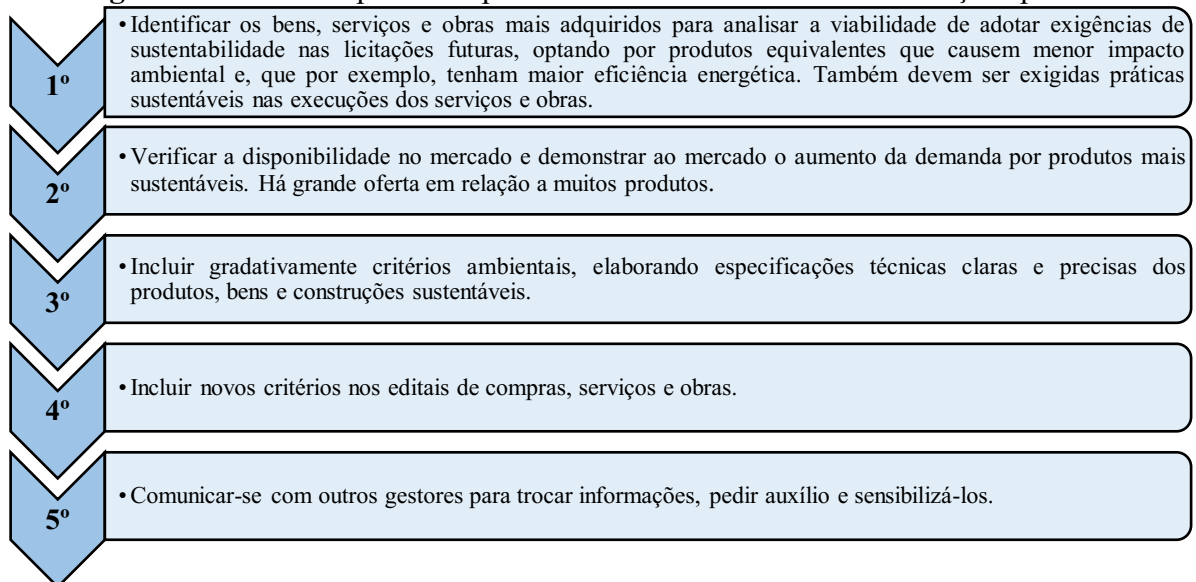 1º
•Identificar os bens, serviços e obras mais adquiridos para analisar a viabilidade de adotar exigências de
sustentabilidade nas licitações futuras, optando por produtos equivalentes que causem menor impacto
ambiental e, que por exemplo, tenham maior eficiência energética. Também devem ser exigidas práticas
sustentáveis nas execuções dos serviços e obras.
2º
•Verificar a disponibilidade no mercado e demonstrar ao mercado o aumento da demanda por produtos mais
sustentáveis. Há grande oferta em relação a muitos produtos.
3º
•Incluir gradativamente critérios ambientais, elaborando especificações técnicas claras e precisas dos
produtos, bens e construções sustentáveis.
4º
•Incluir novos critérios nos editais de compras, serviços e obras.
5º
•Comunicar-se com outros gestores para trocar informações, pedir auxílio e sensibilizá-los.